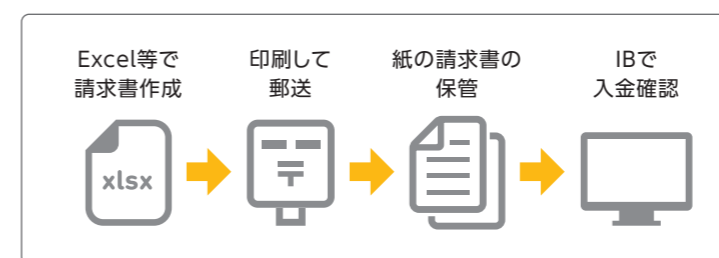 Excel等で
請求書作成
印刷して
郵送
紙の請求書の
保管
IBで
入金確認
xlsx
〒